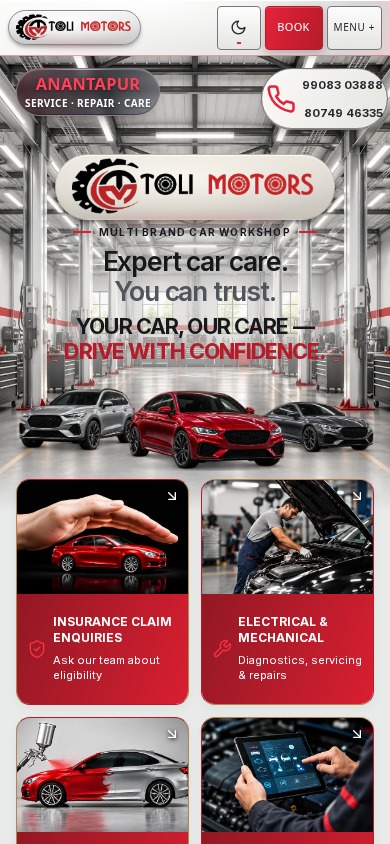 TOLI MOTORS
BOOK
MENU +
ANANTAPUR
SERVICE · REPAIR · CARE
99083 03888
80749 46335
TOLI MOTORS
MULTI BRAND CAR WORKSHOP
Expert car care.
You can trust.
YOUR CAR, OUR CARE —
DRIVE WITH CONFIDENCE.
INSURANCE CLAIM
ENQUIRIES
Ask our team about
eligibility
ELECTRICAL &
MECHANICAL
Diagnostics, servicing
& repairs